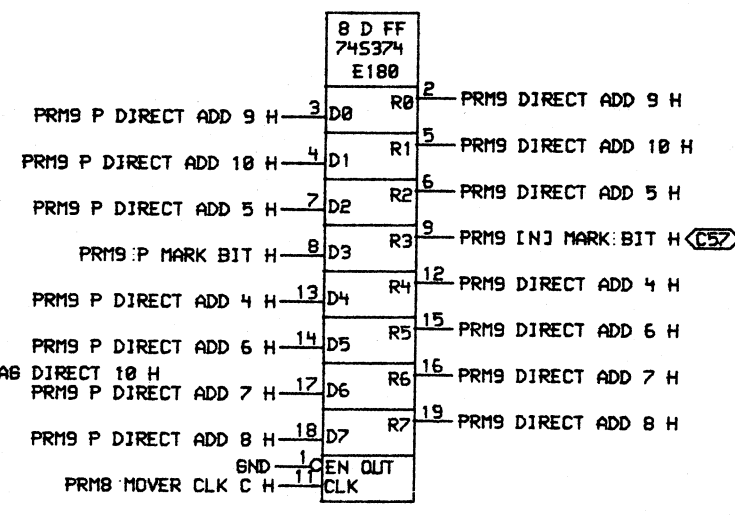 8 D FF
74S374
E180
PRM9 P DIRECT ADD 9 H 3 D0 R0 2 PRM9 DIRECT ADD 9 H
PRM9 P DIRECT ADD 10 H 4 D1 R1 5 PRM9 DIRECT ADD 10 H
PRM9 P DIRECT ADD 5 H 7 D2 R2 6 PRM9 DIRECT ADD 5 H
PRM9 P MARK BIT H 8 D3 R3 9 PRM9 [N] MARK BIT H C57
PRM9 P DIRECT ADD 4 H 13 D4 R4 12 PRM9 DIRECT ADD 4 H
PRM9 P DIRECT ADD 6 H 14 D5 R5 15 PRM9 DIRECT ADD 6 H
AG DIRECT 10 H
PRM9 P DIRECT ADD 7 H 17 D6 R6 16 PRM9 DIRECT ADD 7 H
PRM9 P DIRECT ADD 8 H 18 D7 R7 19 PRM9 DIRECT ADD 8 H
GND 1 EN OUT
PRM8 MOVER CLK C H 11 CLK